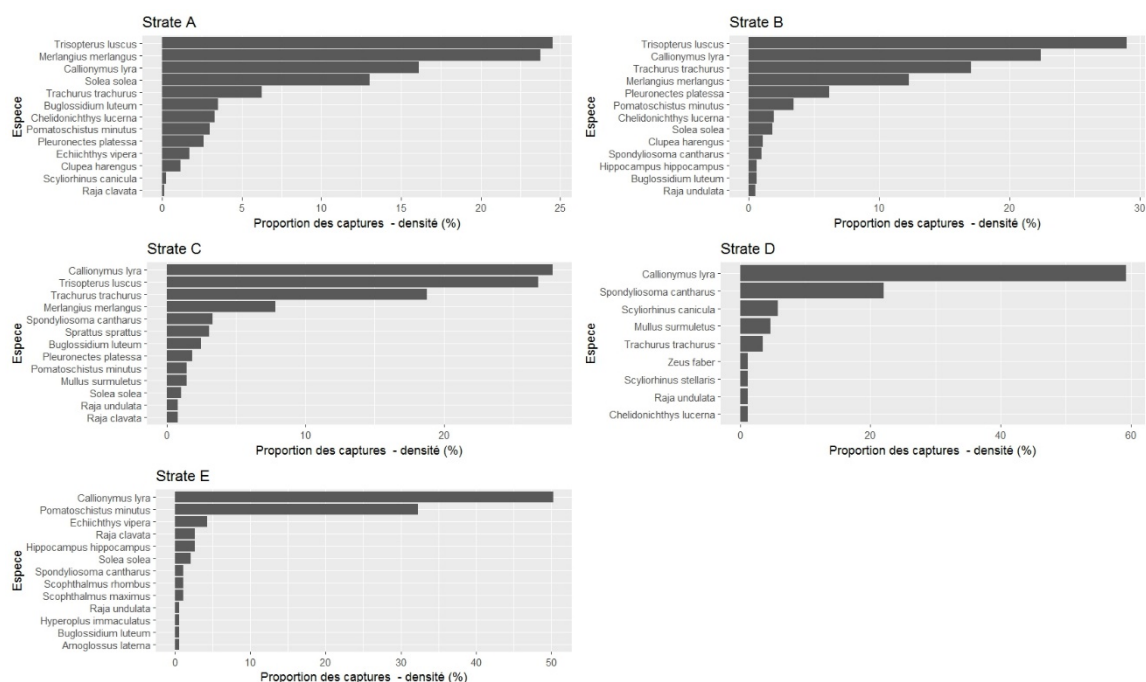 Strate A
Espece
Trisopterus luscus
Merlangius merlangus
Callionymus lyra
Solea solea
Trachurus trachurus
Buglossidium luteum
Chelidonichthys lucerna
Pomatoschistus minutus
Pleuronectes platessa
Echiichthys vipera
Clupea harengus
Scyliorhinus canicula
Raja clavata
0 5 10 15 20 25
Proportion des captures - densité (%)
Strate B
Espece
Trisopterus luscus
Callionymus lyra
Trachurus trachurus
Merlangius merlangus
Pleuronectes platessa
Pomatoschistus minutus
Chelidonichthys lucerna
Solea solea
Clupea harengus
Spondyliosoma cantharus
Hippocampus hippocampus
Buglossidium luteum
Raja undulata
0 10 20 30
Proportion des captures - densité (%)
Strate C
Espece
Callionymus lyra
Trisopterus luscus
Trachurus trachurus
Merlangius merlangus
Spondyliosoma cantharus
Sprattus sprattus
Buglossidium luteum
Pleuronectes platessa
Pomatoschistus minutus
Mullus surmuletus
Solea solea
Raja undulata
Raja clavata
0 10 20
Proportion des captures - densité (%)
Strate D
Espece
Callionymus lyra
Spondyliosoma cantharus
Scyliorhinus canicula
Mullus surmuletus
Trachurus trachurus
Zeus faber
Scyliorhinus stellaris
Raja undulata
Chelidonichthys lucerna
0 20 40 60
Proportion des captures - densité (%)
Strate E
Espece
Callionymus lyra
Pomatoschistus minutus
Echiichthys vipera
Raja clavata
Hippocampus hippocampus
Solea solea
Spondyliosoma cantharus
Scophthalmus rhombus
Scophthalmus maximus
Raja undulata
Hyperoplus immaculatus
Buglossidium luteum
Arnoglossus laterna
0 10 20 30 40 50
Proportion des captures - densité (%)